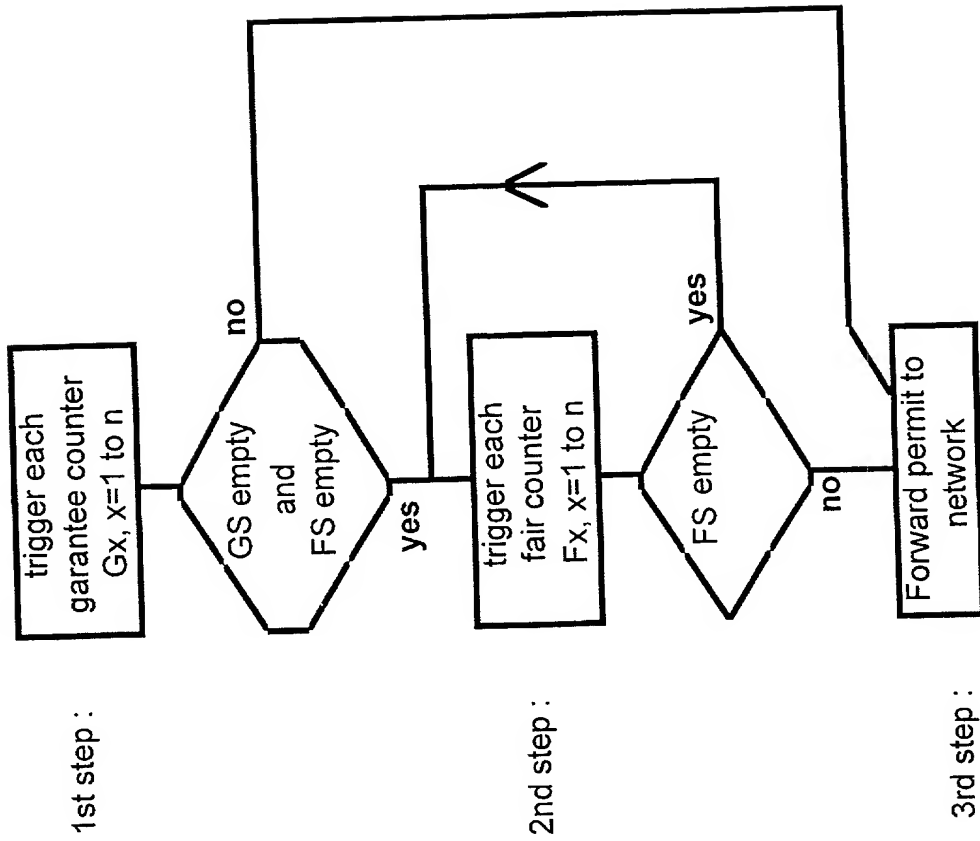 1st step :
trigger each
garantee counter
Gx, x=1 to n
GS empty
and
FS empty
no
yes
2nd step :
trigger each
fair counter
Fx, x=1 to n
FS empty
yes
no
3rd step :
Forward permit to
network